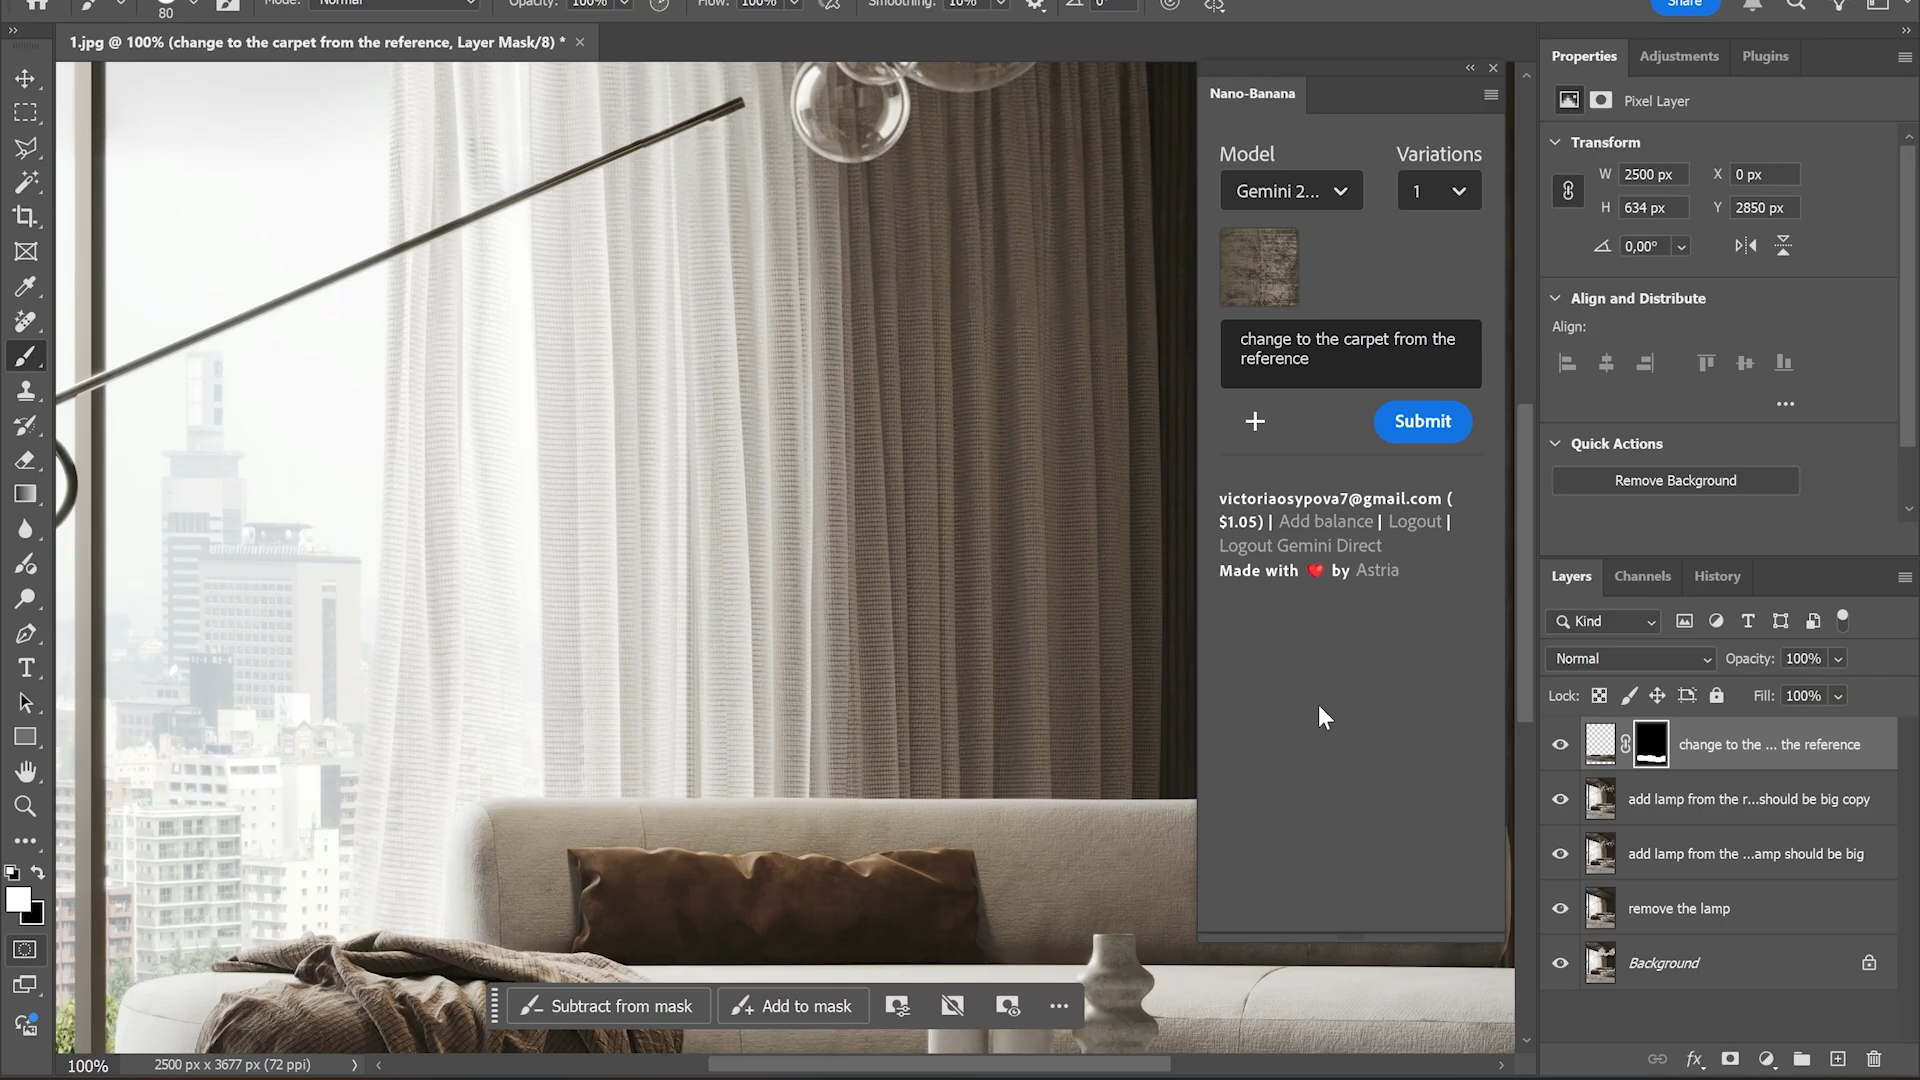 80
Mode: Normal
Opacity: 100%
Flow: 100%
Smoothing: 10%
0°
Share
1.jpg @ 100% (change to the carpet from the reference, Layer Mask/8) *
Nano-Banana
Model
Variations
Gemini 2...
1
change to the carpet from the
reference
Submit
victoriaosypova7@gmail.com (
$1.05) | Add balance | Logout |
Logout Gemini Direct
Made with ❤️ by Astria
Subtract from mask
Add to mask
100%
2500 px x 3677 px (72 ppi)
Properties
Adjustments
Plugins
Pixel Layer
Transform
W 2500 px X 0 px
H 634 px Y 2850 px
0,00°
Align and Distribute
Align:
Quick Actions
Remove Background
Layers
Channels
History
Kind
Normal
Opacity: 100%
Lock:
Fill: 100%
change to the ... the reference
add lamp from the r...should be big copy
add lamp from the ...amp should be big
remove the lamp
Background